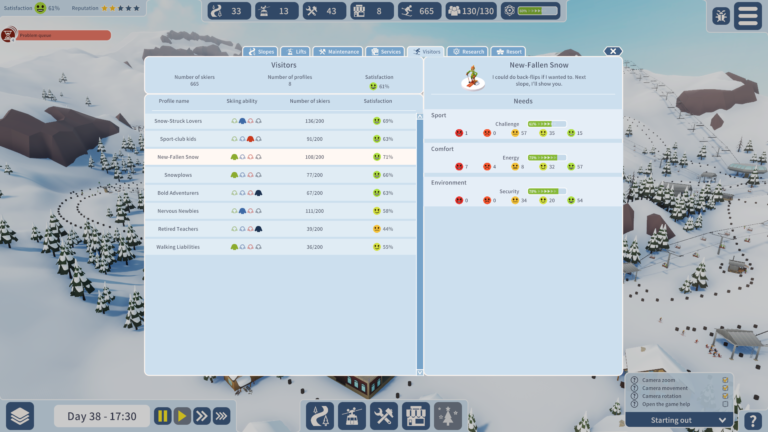 Satisfaction 61% Reputation
33 13 43 8 665 130/130
Problem queue
Slopes Lifts Maintenance Services Visitors Research Resort
Visitors
Number of skiers
665
Number of profiles
8
Satisfaction
61%
Profile name Skiing ability Number of skiers Satisfaction
Snow-Struck Lovers 136/200 69%
Sport-club kids 91/200 63%
New-Fallen Snow 108/200 71%
Snowplows 77/200 66%
Bold Adventurers 67/200 63%
Nervous Newbies 111/200 58%
Retired Teachers 39/200 44%
Walking Liabilities 36/200 55%
New-Fallen Snow
I could do back-flips if I wanted to. Next
slope, I'll show you.
Needs
Sport
Challenge
1 0 57 35 15
Comfort
Energy
7 4 8 32 57
Environment
Security
0 0 34 20 54
Day 38 - 17:30
Camera zoom
Camera movement
Camera rotation
Open the game help
Starting out
?